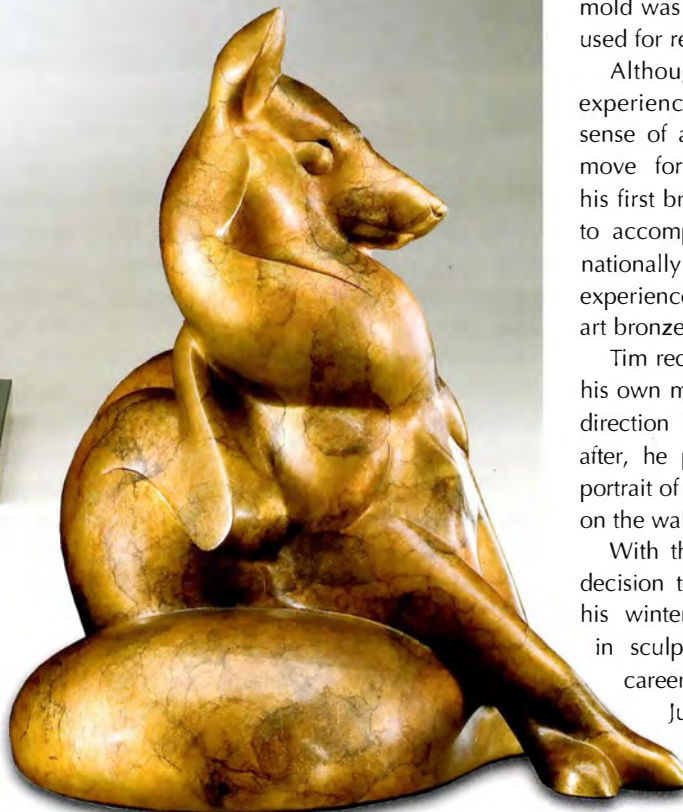 mold was
used for re
Althoug
experienc
sense of a
move for
his first br
to accomp
nationally
experience
art bronze
Tim rec
his own m
direction
after, he p
portrait of
on the wal
With th
decision t
his winter
in sculp
career
Ju